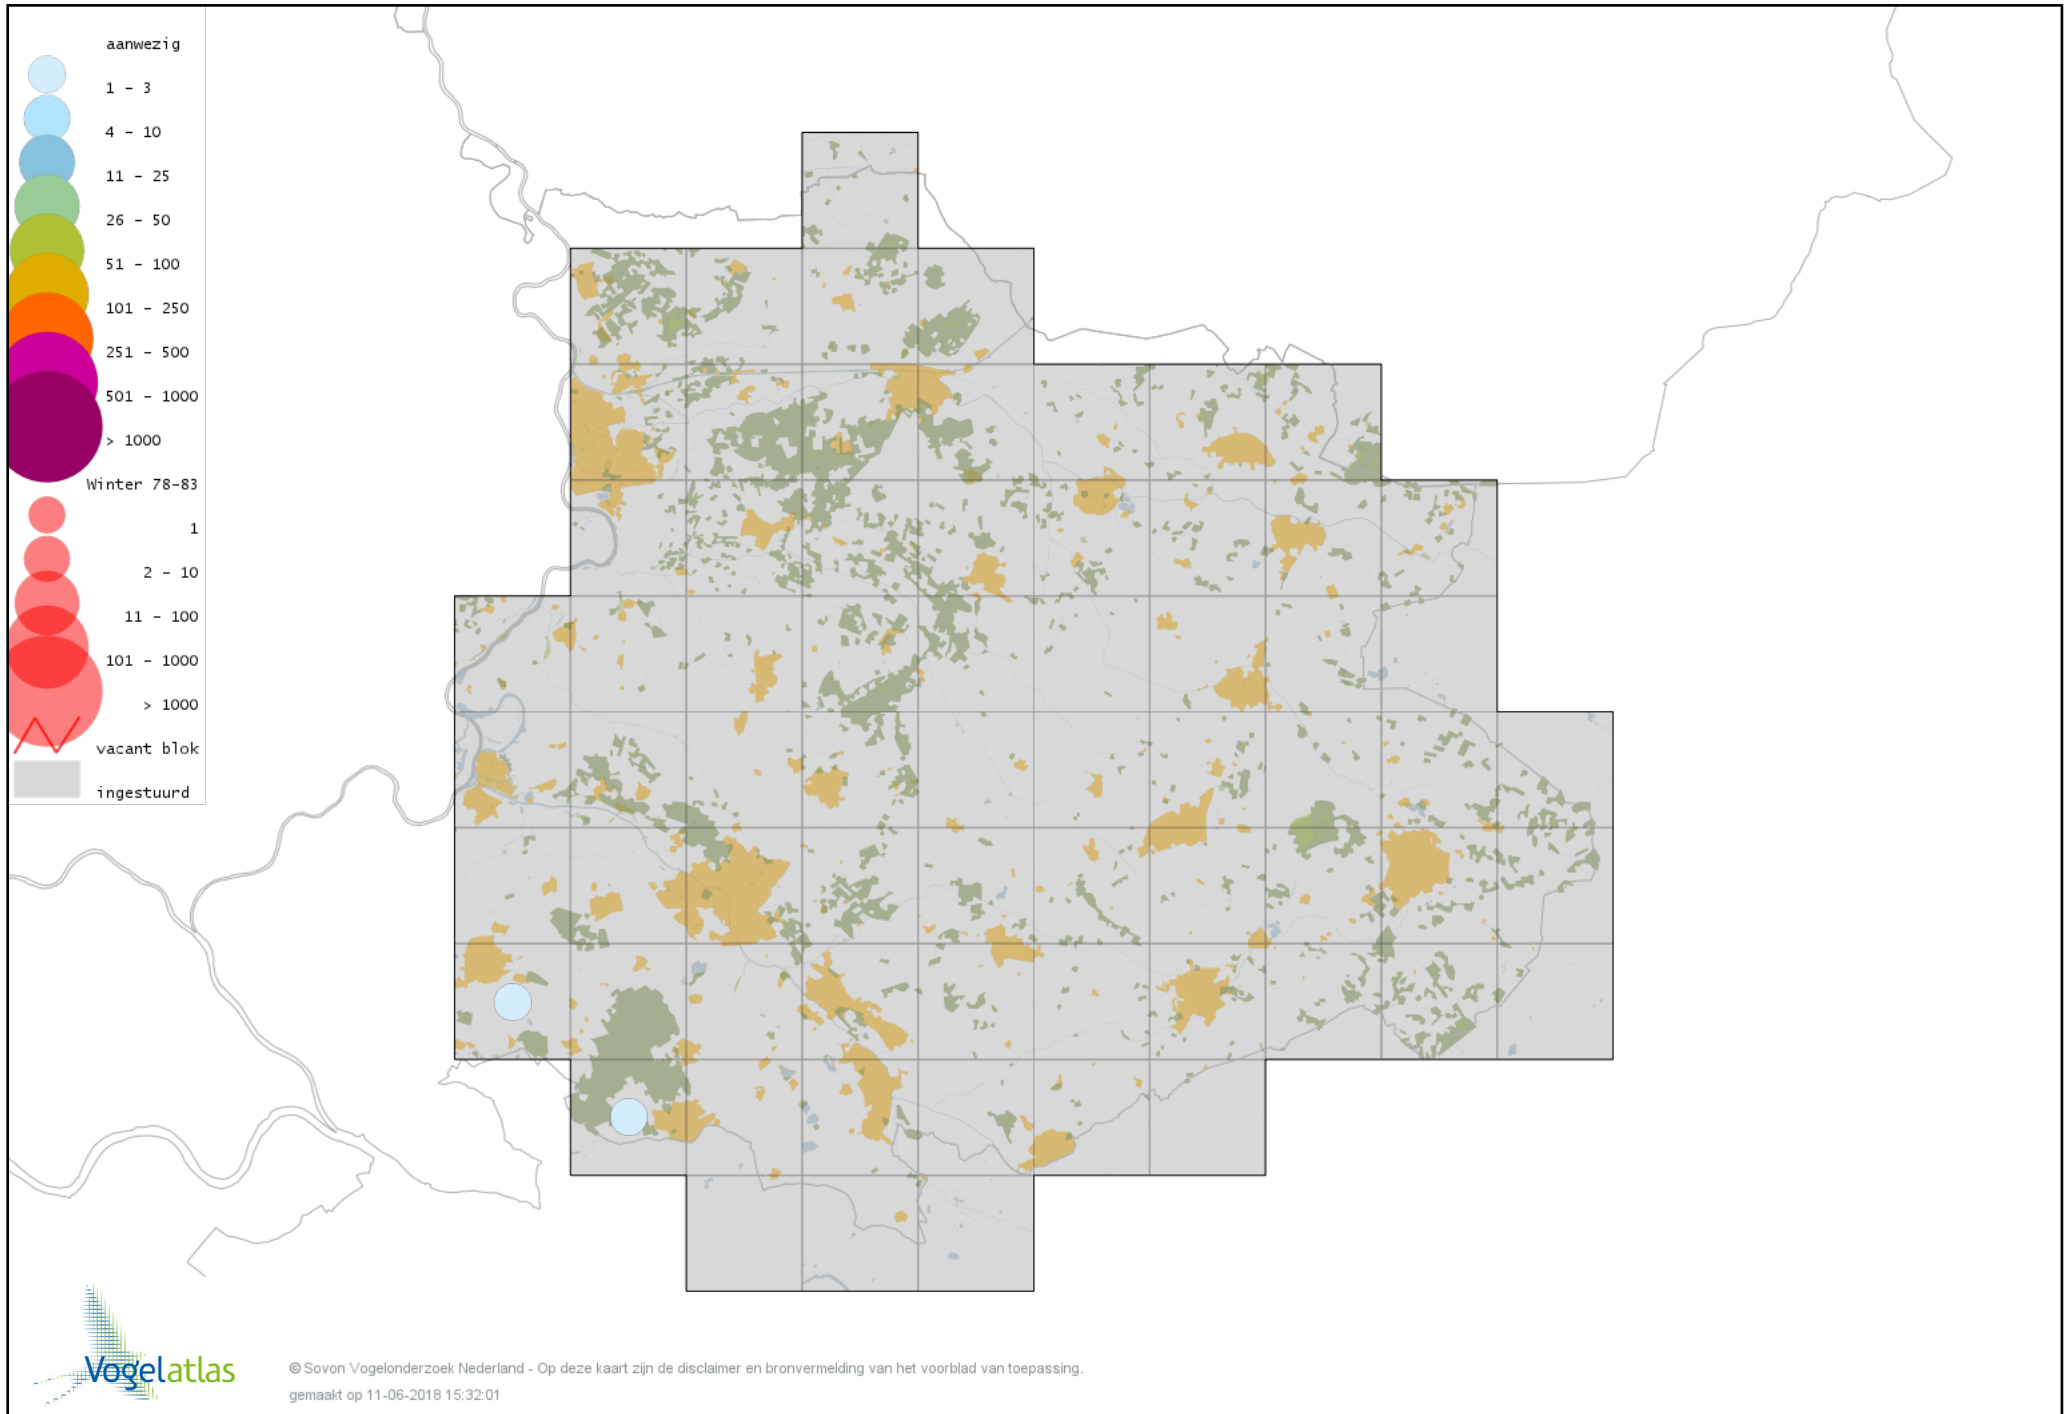 aanwezig
1 - 3
4 - 10
11 - 25
26 - 50
51 - 100
101 - 250
251 - 500
501 - 1000
> 1000
Winter 78-83
1
2 - 10
11 - 100
101 - 1000
> 1000
vacant blok
ingestuurd
Vogelatlas
© Sovon Vogelonderzoek Nederland - Op deze kaart zijn de disclaimer en bronvermelding van het voorblad van toepassing.
gemaakt op 11-06-2018 15:32:01